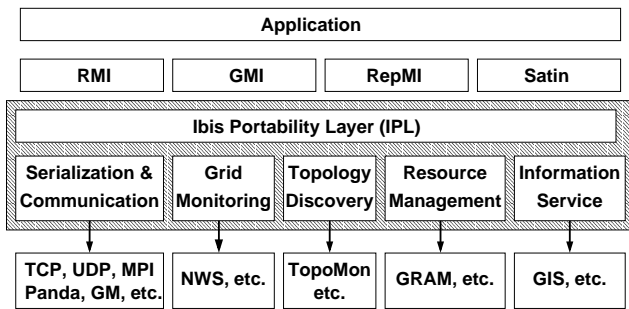 Application
RMI
GMI
RepMI
Satin
Ibis Portability Layer (IPL)
Serialization &
Communication
Grid
Monitoring
Topology
Discovery
Resource
Management
Information
Service
TCP, UDP, MPI
Panda, GM, etc.
NWS, etc.
TopoMon
etc.
GRAM, etc.
GIS, etc.